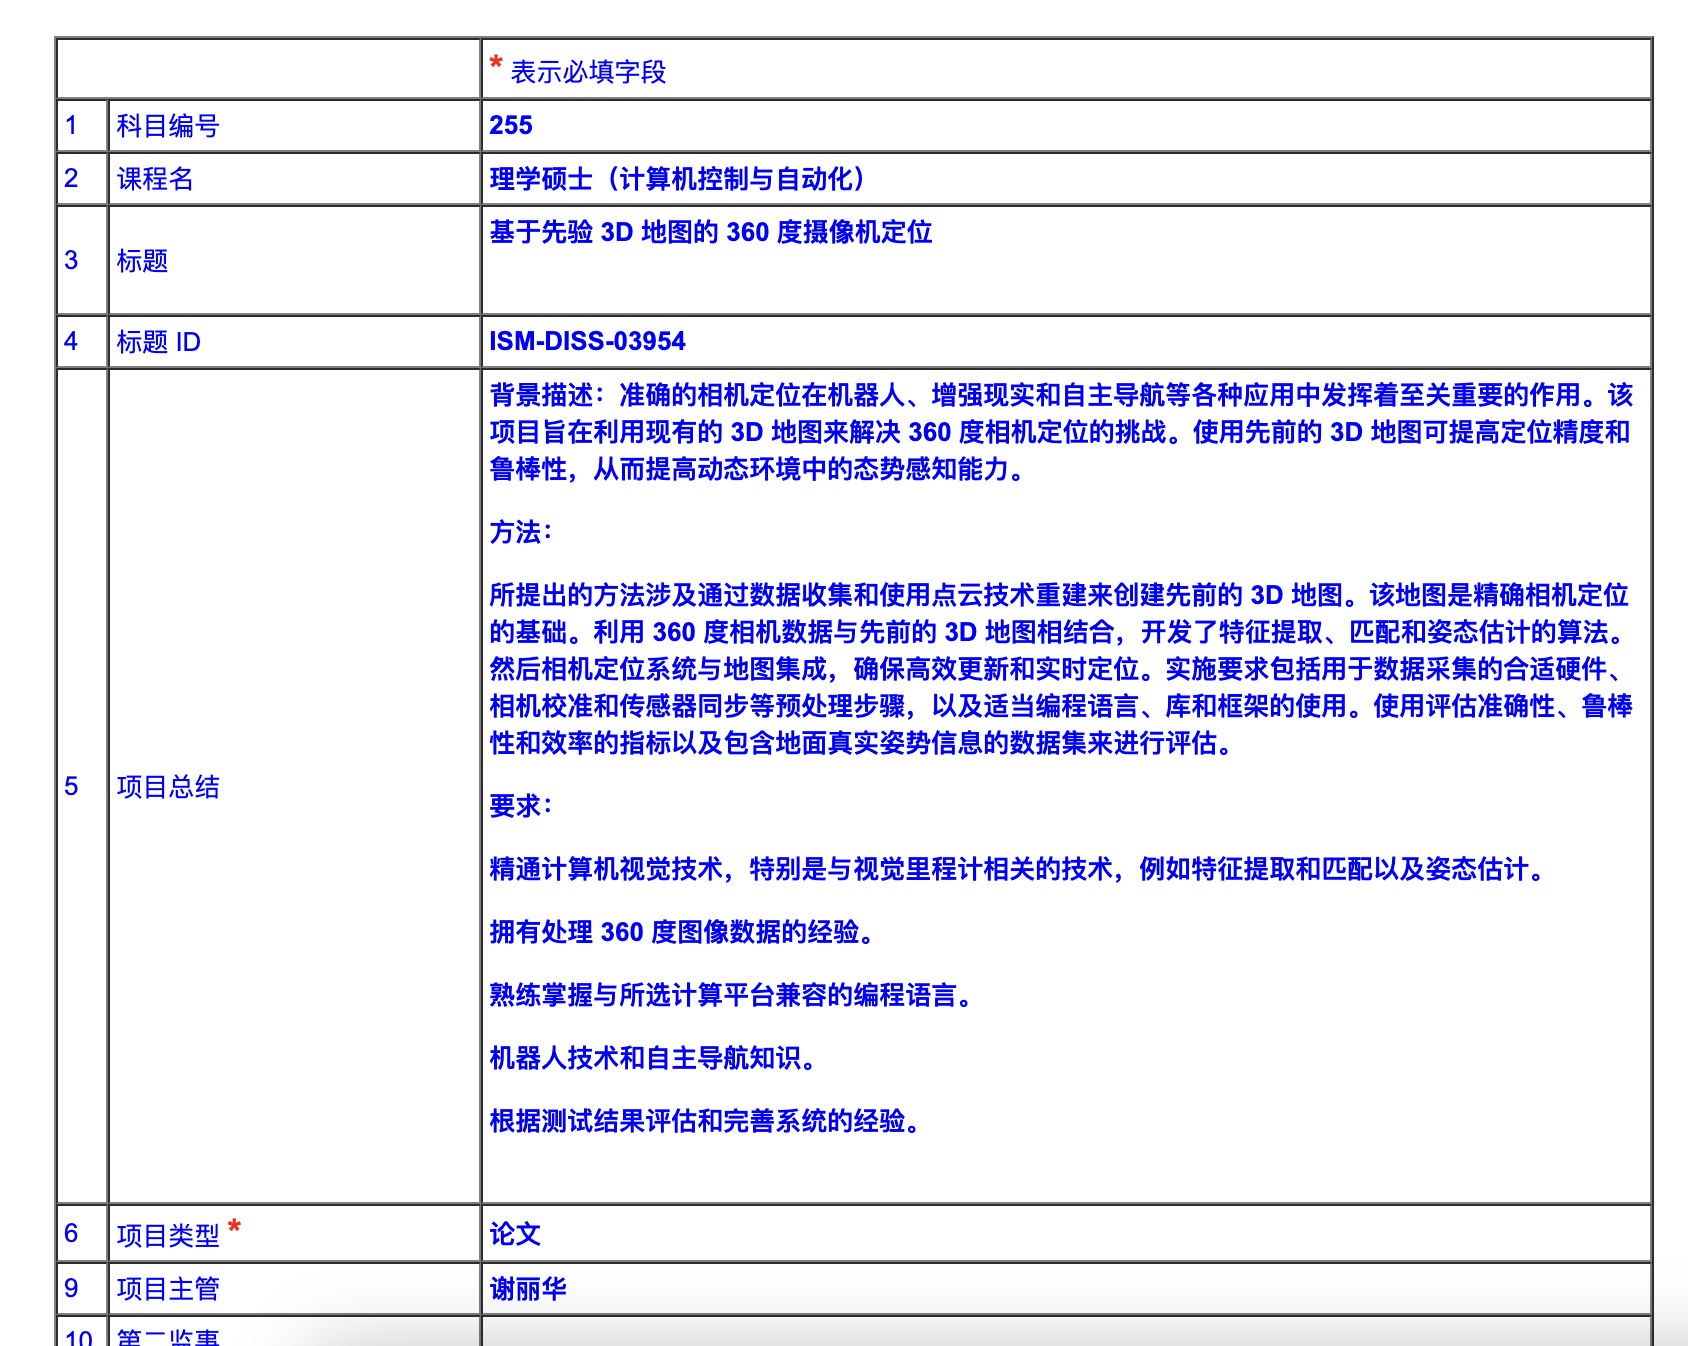 * 表示必填字段
1 科目编号 255
2 课程名 理学硕士（计算机控制与自动化）
3 标题 基于先验 3D 地图的 360 度摄像机定位
4 标题 ID ISM-DISS-03954
5 项目总结
背景描述：准确的相机定位在机器人、增强现实和自主导航等各种应用中发挥着至关重要的作用。该
项目旨在利用现有的 3D 地图来解决 360 度相机定位的挑战。使用先前的 3D 地图可提高定位精度和
鲁棒性，从而提高动态环境中的态势感知能力。
方法：
所提出的方法涉及通过数据收集和使用点云技术重建来创建先前的 3D 地图。该地图是精确相机定位
的基础。利用 360 度相机数据与先前的 3D 地图相结合，开发了特征提取、匹配和姿态估计的算法。
然后相机定位系统与地图集成，确保高效更新和实时定位。实施要求包括用于数据采集的合适硬件、
相机校准和传感器同步等预处理步骤，以及适当编程语言、库和框架的使用。使用评估准确性、鲁棒
性和效率的指标以及包含地面真实姿势信息的数据集来进行评估。
要求：
精通计算机视觉技术，特别是与视觉里程计相关的技术，例如特征提取和匹配以及姿态估计。
拥有处理 360 度图像数据的经验。
熟练掌握与所选计算平台兼容的编程语言。
机器人技术和自主导航知识。
根据测试结果评估和完善系统的经验。
6 项目类型 * 论文
9 项目主管 谢丽华
10 第二监事